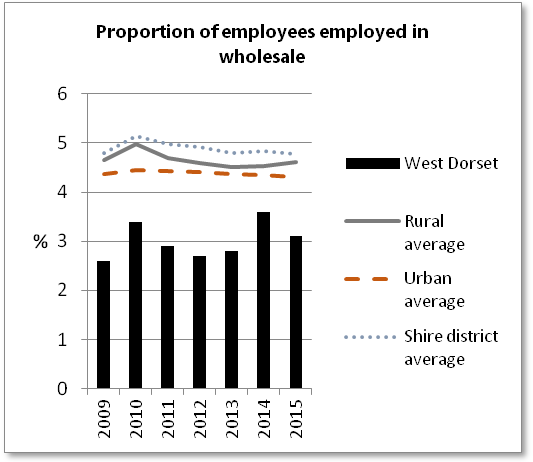 Proportion of employees employed in
wholesale
6
5
4
3
2
1
0
%
2009
2010
2011
2012
2013
2014
2015
West Dorset
Rural
average
Urban
average
Shire district
average